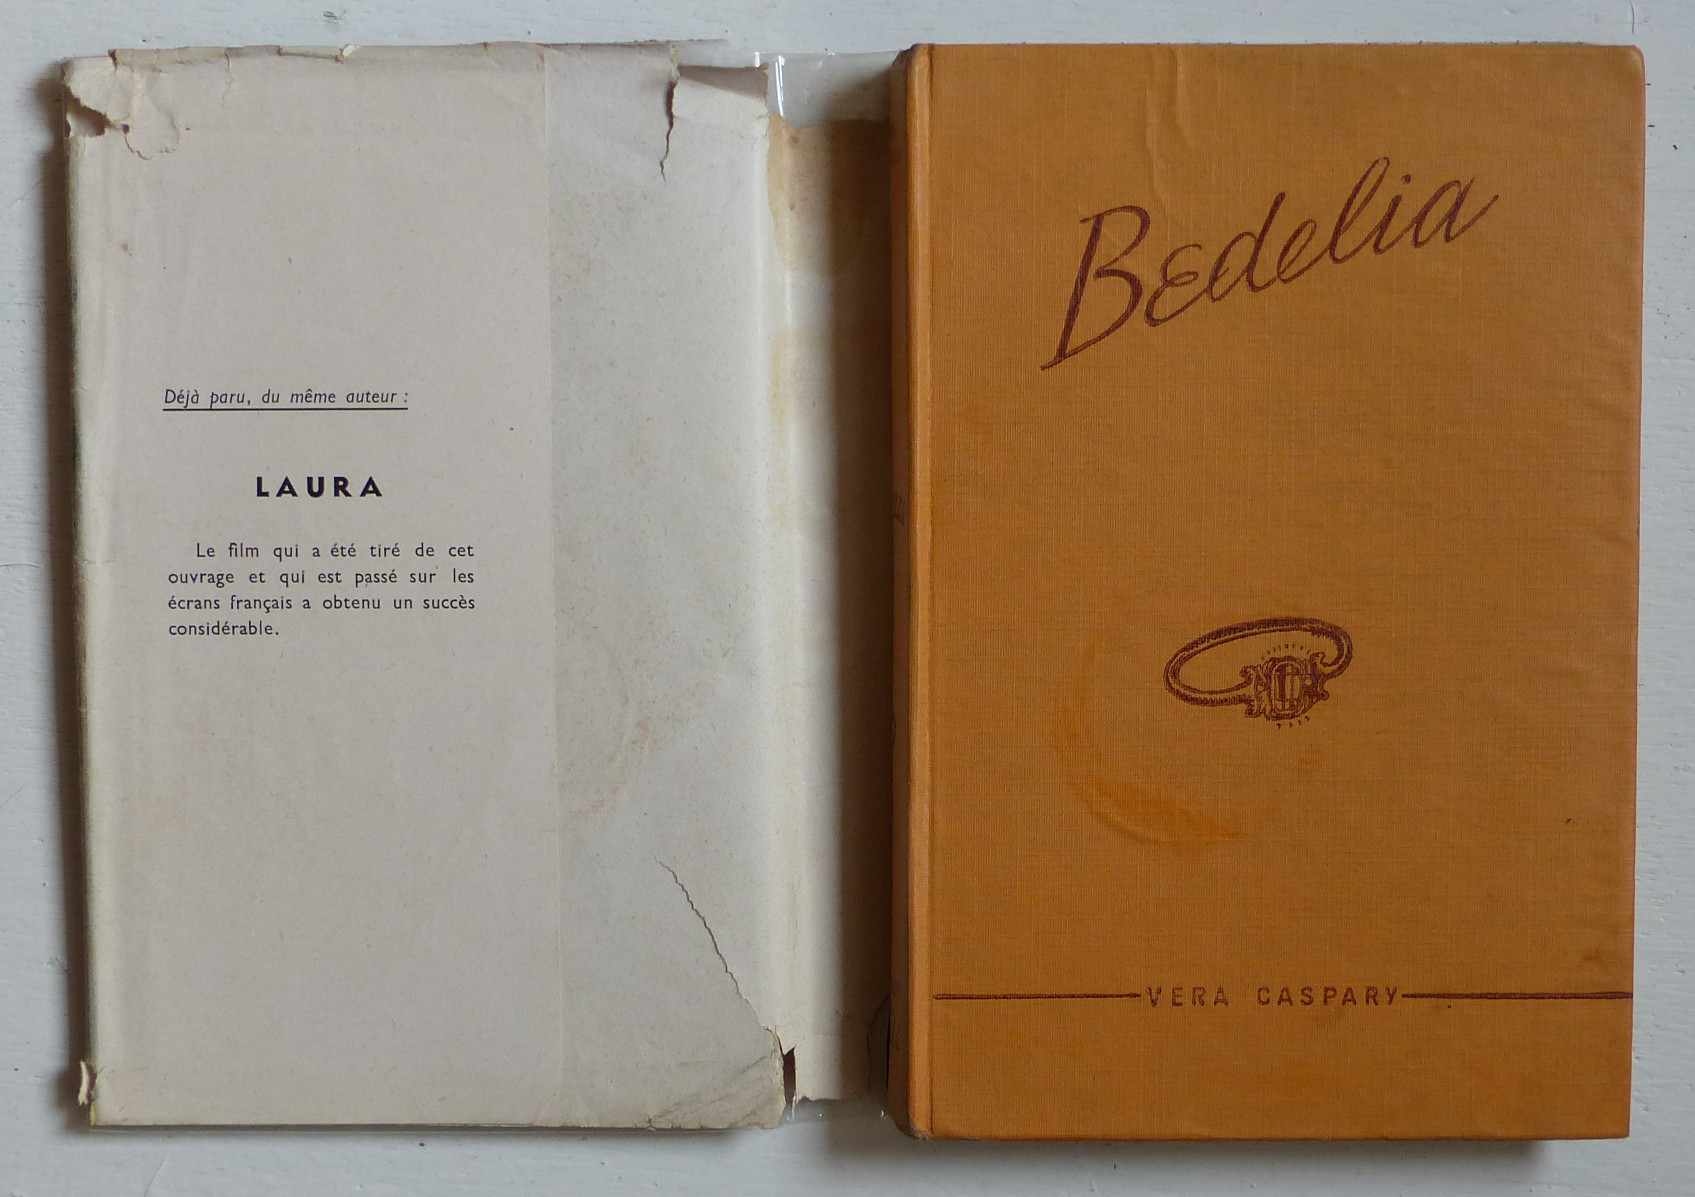 Déjà paru, du même auteur :
LAURA
Le film qui a été tiré de cet
ouvrage et qui est passé sur les
écrans français a obtenu un succès
considérable.
Bedelia
VERA CASPARY